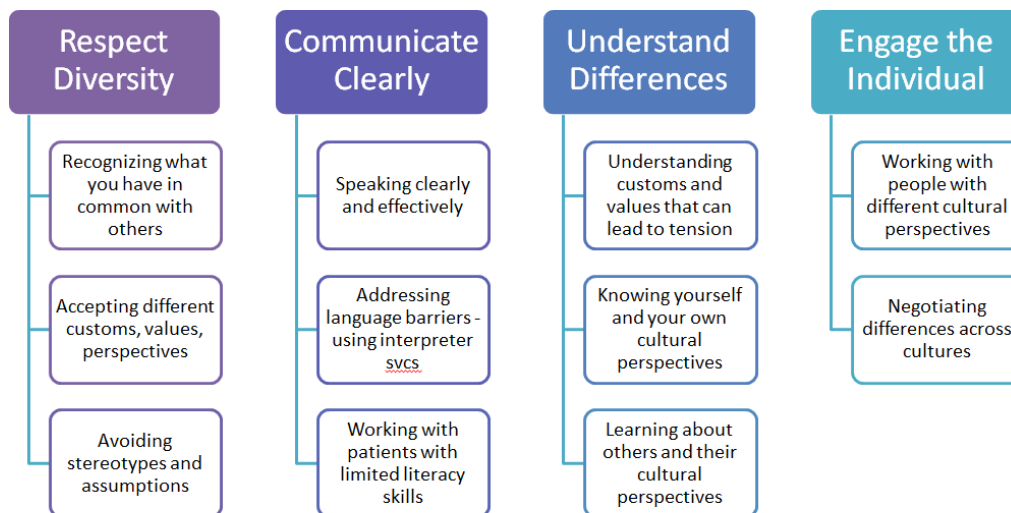 Respect
Diversity
Recognizing what
you have in
common with
others
Accepting different
customs, values,
perspectives
Avoiding
stereotypes and
assumptions
Communicate
Clearly
Speaking clearly
and effectively
Addressing
language barriers -
using interpreter
svcs
Working with
patients with
limited literacy
skills
Understand
Differences
Understanding
customs and
values that can
lead to tension
Knowing yourself
and your own
cultural
perspectives
Learning about
others and their
cultural
perspectives
Engage the
Individual
Working with
people with
different cultural
perspectives
Negotiating
differences across
cultures